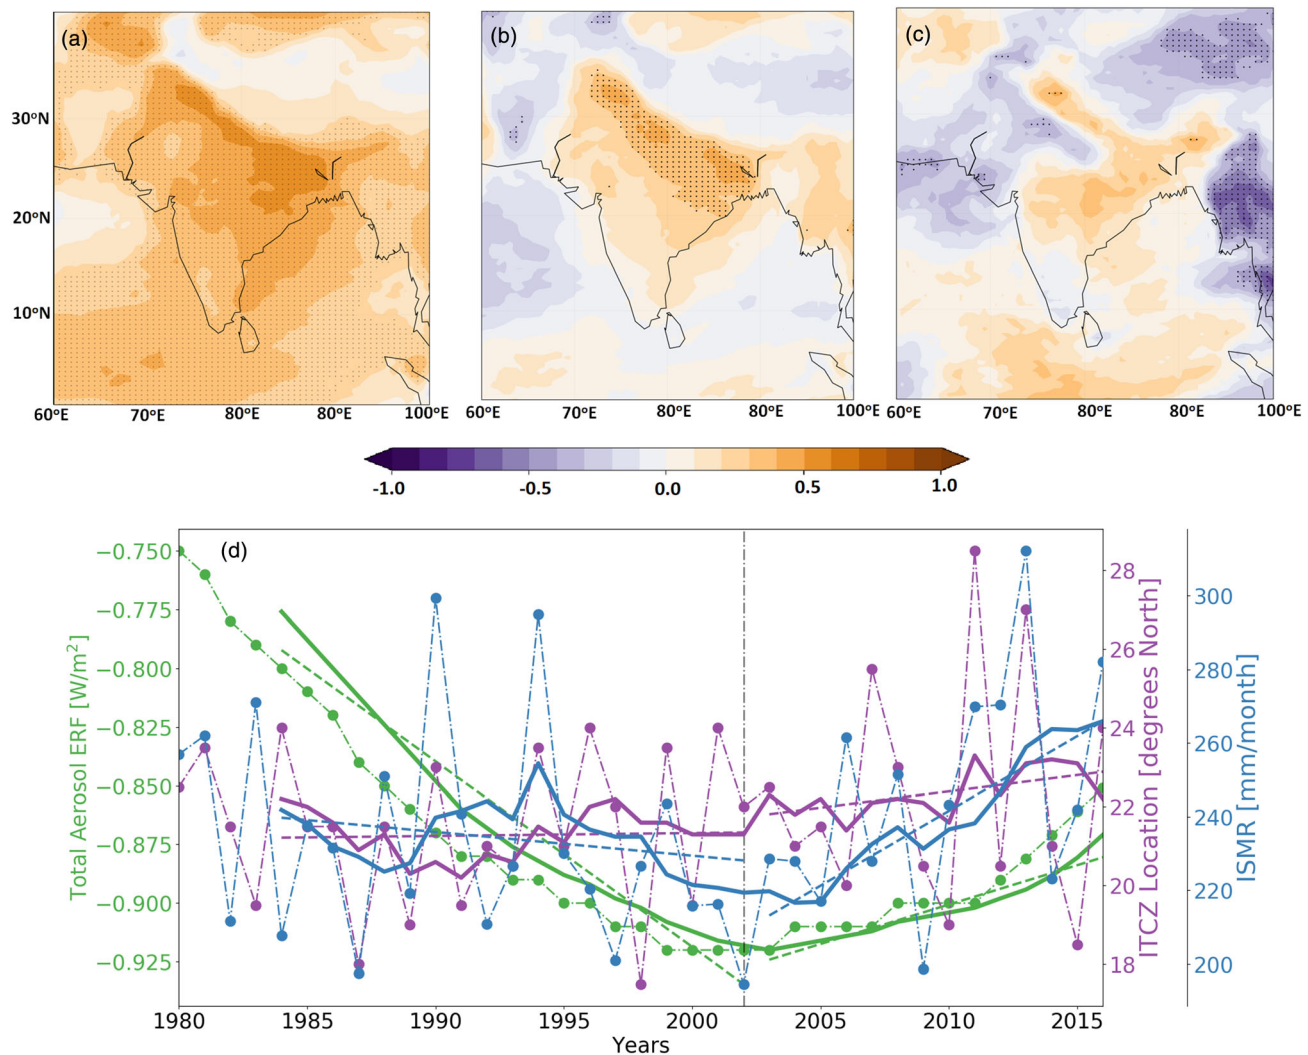 (a)
(b)
(c)
30°N
20°N
10°N
60°E 70°E 80°E 80°E 100°E
60°E 70°E 80°E 80°E 100°E
60°E 70°E 80°E 80°E 100°E
-1.0 -0.5 0.0 0.5 1.0
(d)
Total Aerosol ERF [W/m²]
−0.750
−0.775
−0.800
−0.825
−0.850
−0.875
−0.900
−0.925
28
26
24
22
20
18
ITCZ Location [degrees North]
300
280
260
240
220
200
ISMR [mm/month]
1980 1985 1990 1995 2000 2005 2010 2015
Years